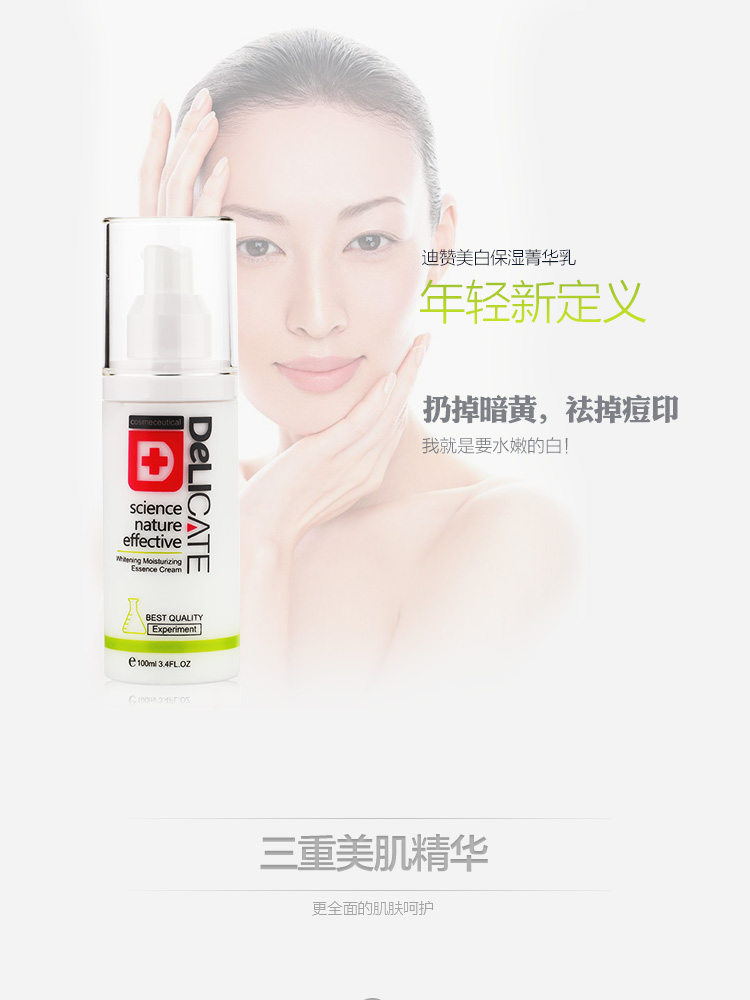 迪赞美白保湿菁华乳
年轻新定义
扔掉暗黄，祛掉痘印
我就是要水嫩的白！
cosmeceutical
DeLICATE
science
nature
effective
Whitening Moisturizing
Essence Cream
BEST QUALITY
Experiment
e 100ml 3.4FL.OZ
三重美肌精华
更全面的肌肤呵护